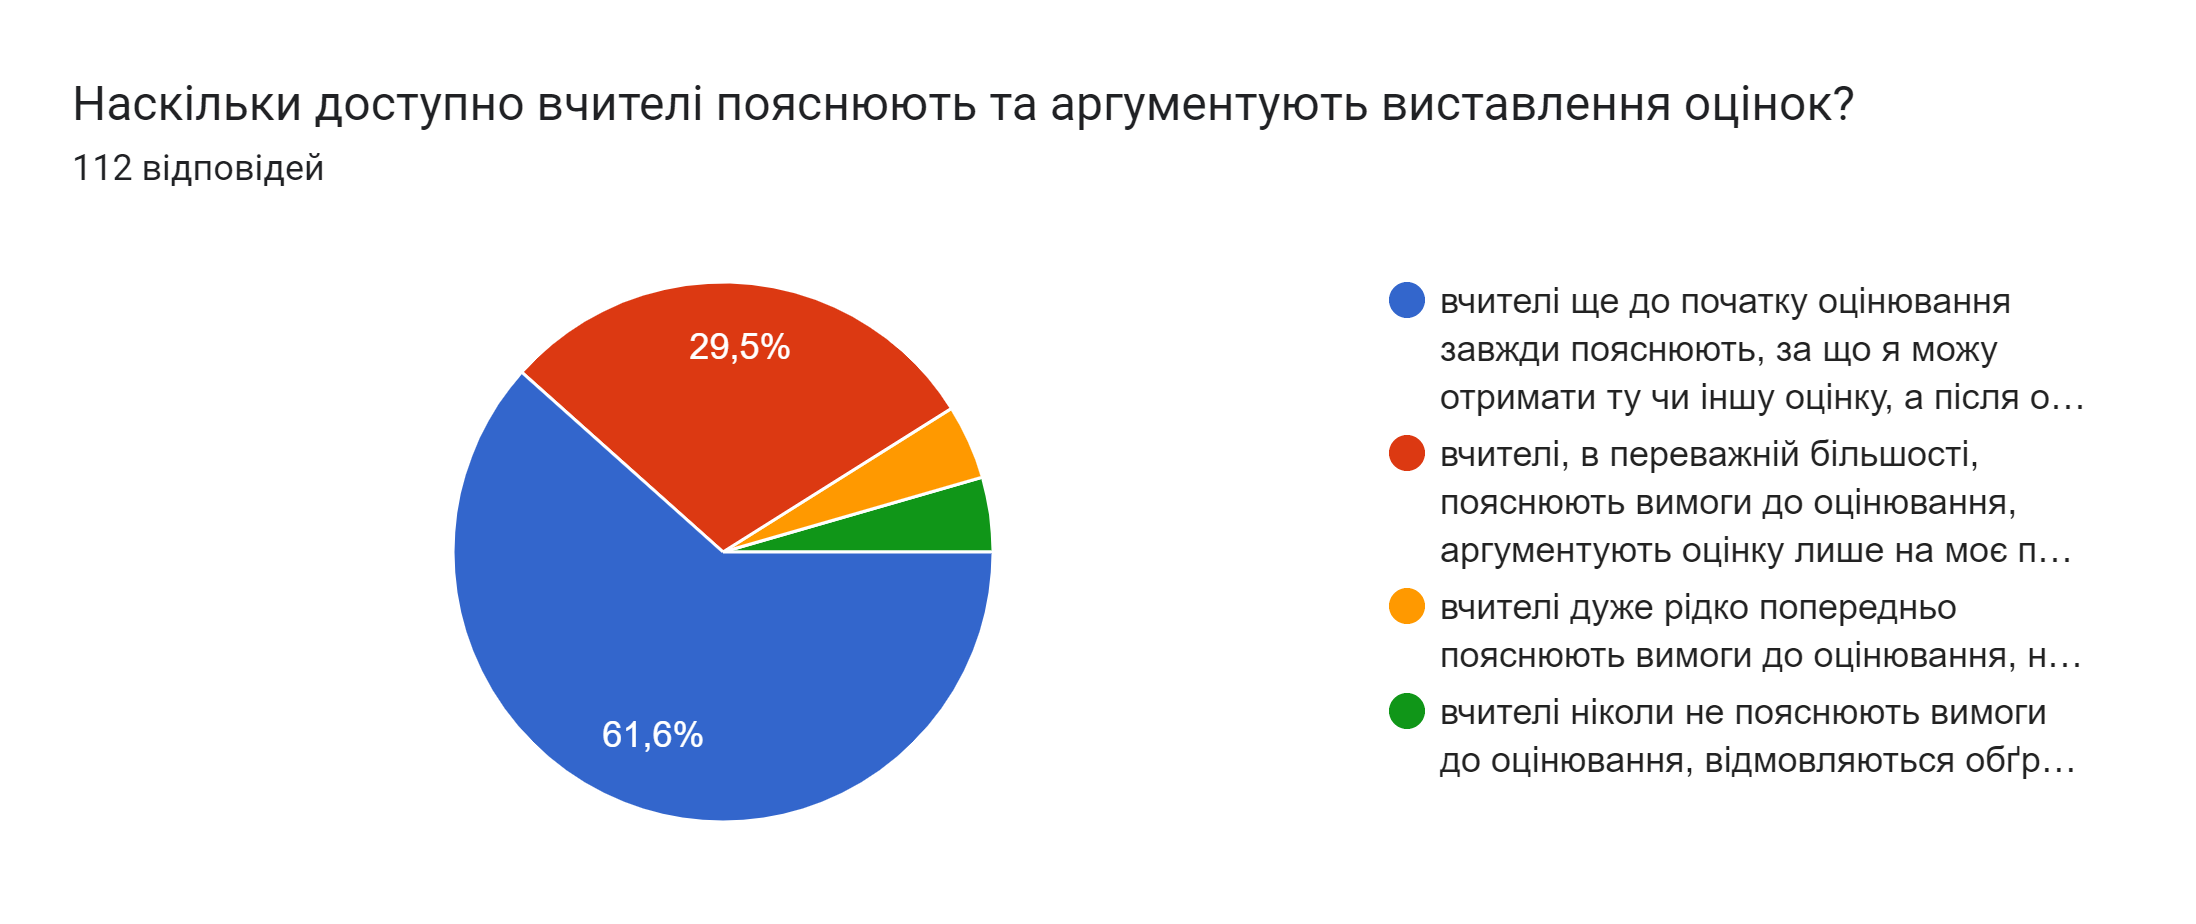 Наскільки доступно вчителі пояснюють та аргументують виставлення оцінок?
112 відповідей
29,5%
61,6%
вчителі ще до початку оцінювання
завжди пояснюють, за що я можу
отримати ту чи іншу оцінку, а після о…
вчителі, в переважній більшості,
пояснюють вимоги до оцінювання,
аргументують оцінку лише на моє п…
вчителі дуже рідко попередньо
пояснюють вимоги до оцінювання, н…
вчителі ніколи не пояснюють вимоги
до оцінювання, відмовляються обґр…